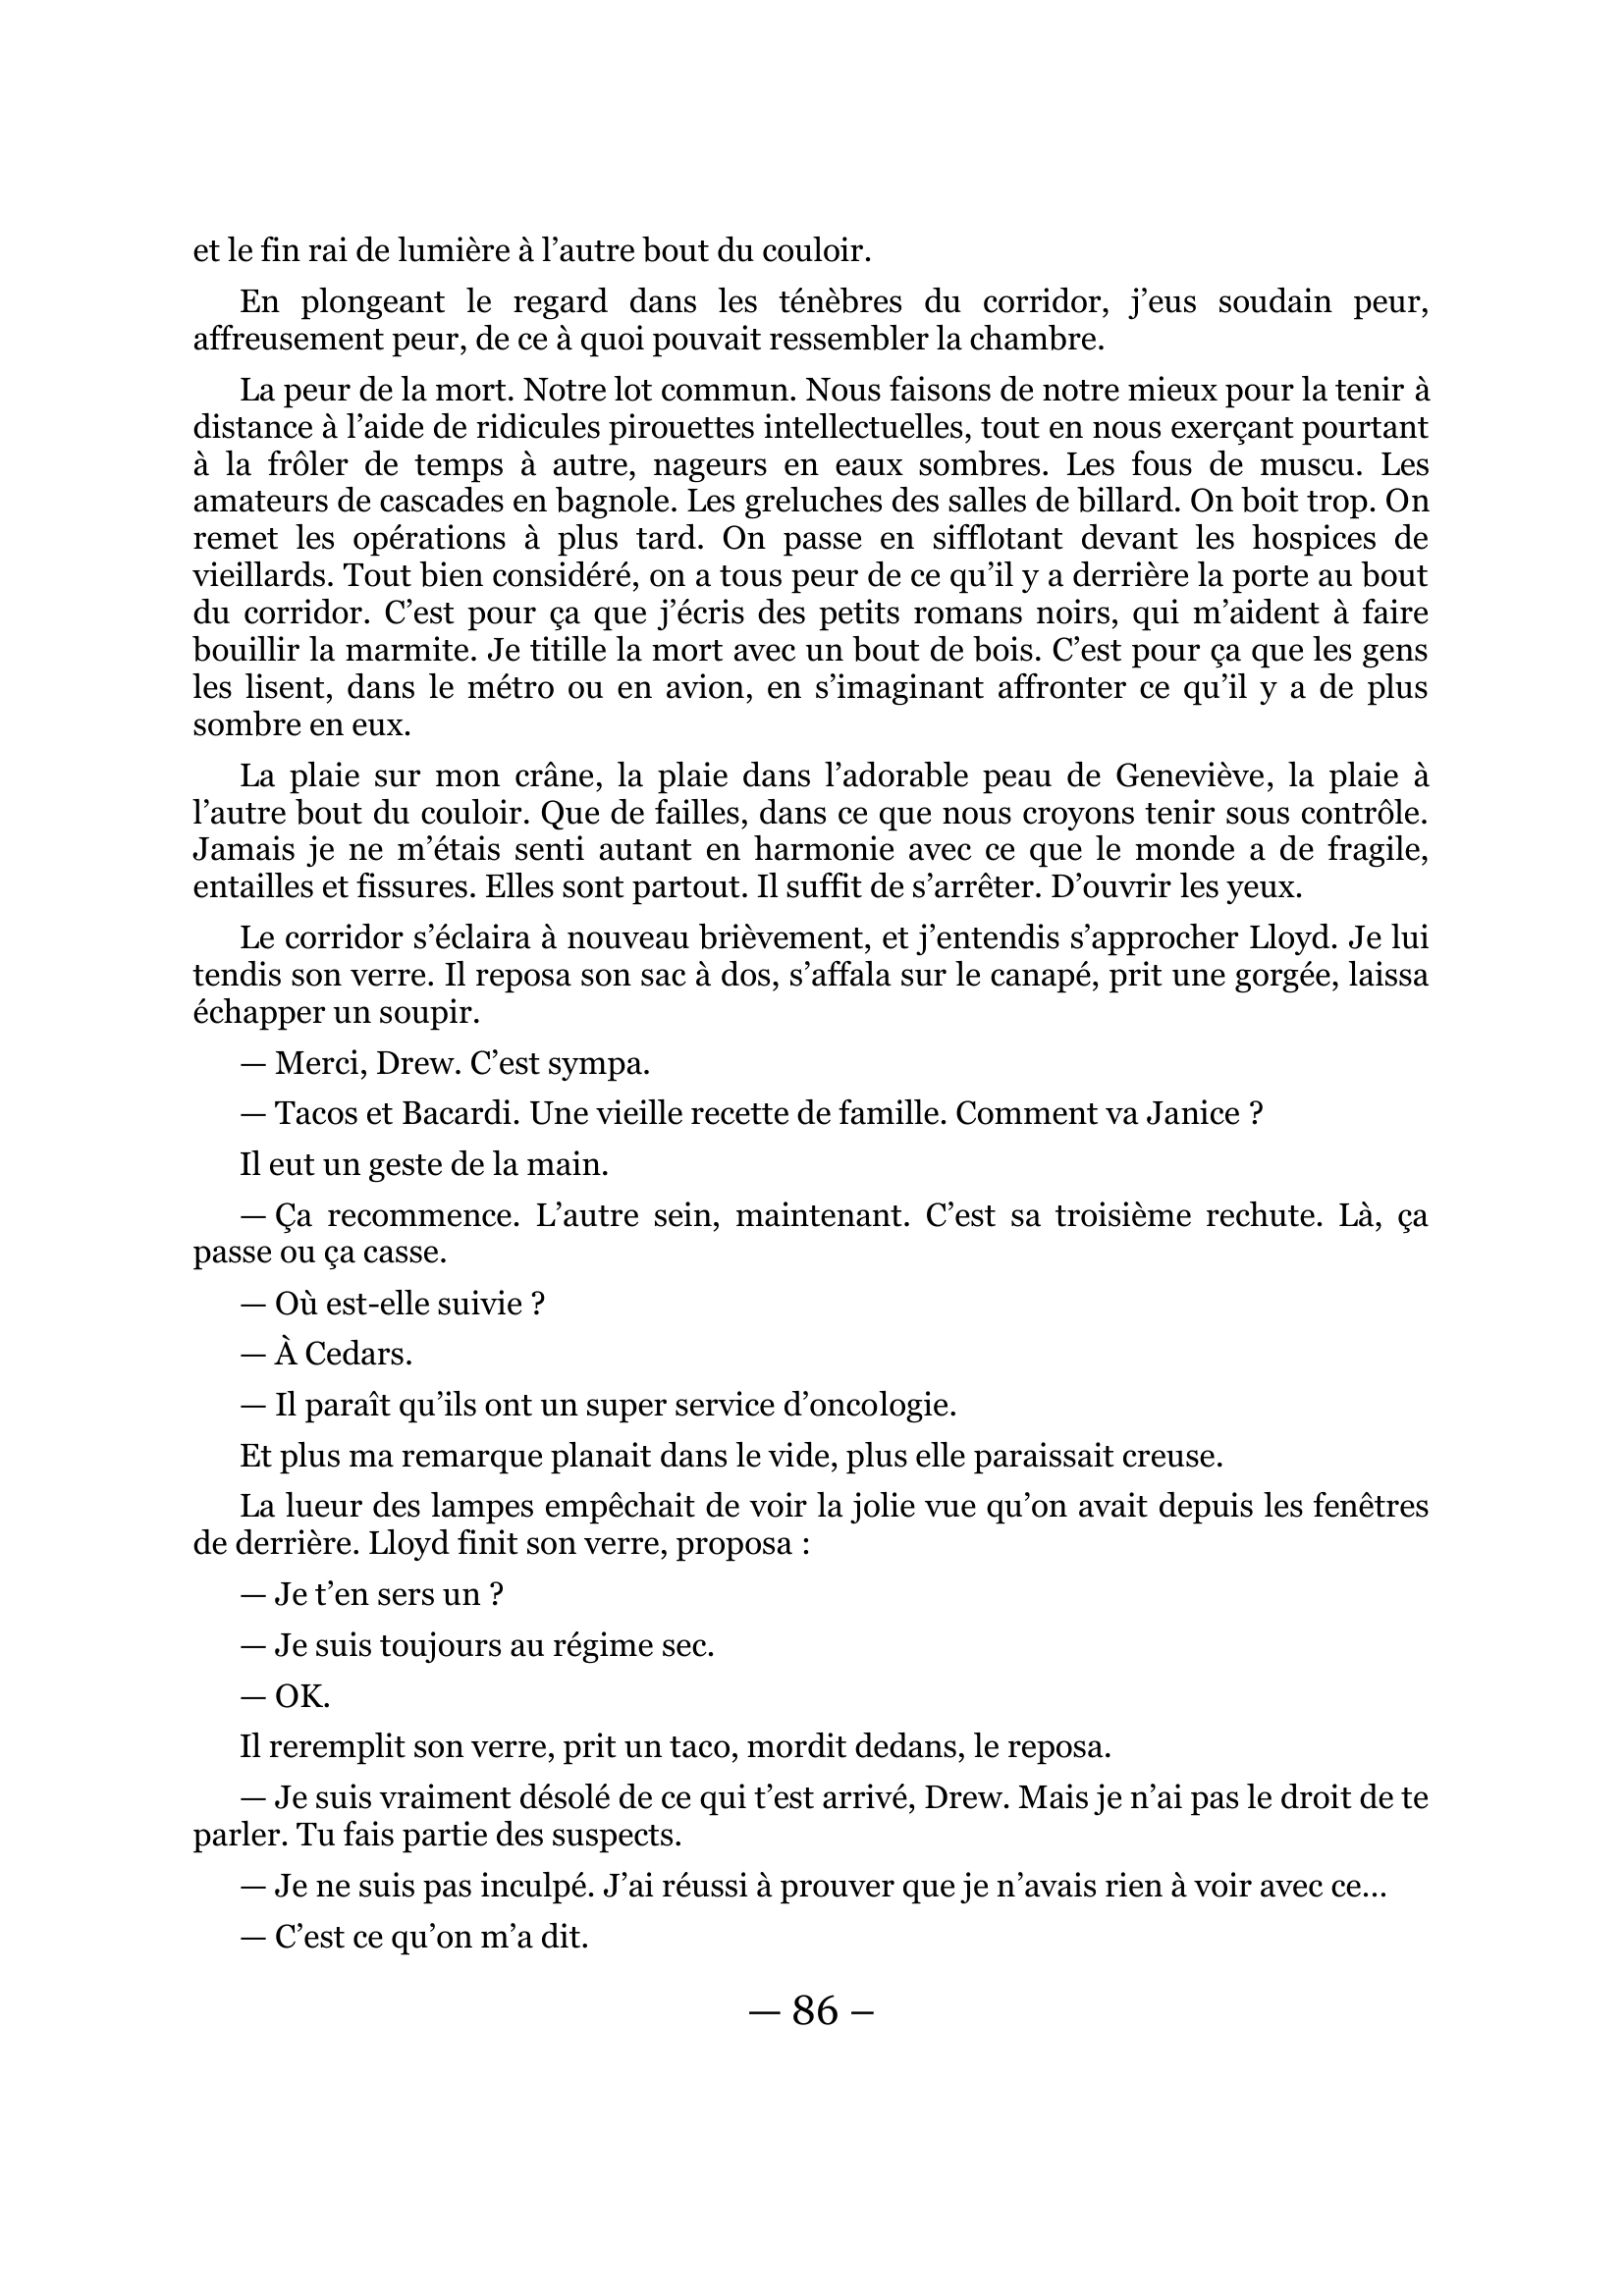 et le fin rai de lumière à l’autre bout du couloir.
En plongeant le regard dans les ténèbres du corridor, j’eus soudain peur,
affreusement peur, de ce à quoi pouvait ressembler la chambre.
La peur de la mort. Notre lot commun. Nous faisons de notre mieux pour la tenir à
distance à l’aide de ridicules pirouettes intellectuelles, tout en nous exerçant pourtant
à la frôler de temps à autre, nageurs en eaux sombres. Les fous de muscu. Les
amateurs de cascades en bagnole. Les greluches des salles de billard. On boit trop. On
remet les opérations à plus tard. On passe en sifflotant devant les hospices de
vieillards. Tout bien considéré, on a tous peur de ce qu’il y a derrière la porte au bout
du corridor. C’est pour ça que j’écris des petits romans noirs, qui m’aident à faire
bouillir la marmite. Je titille la mort avec un bout de bois. C’est pour ça que les gens
les lisent, dans le métro ou en avion, en s’imaginant affronter ce qu’il y a de plus
sombre en eux.
La plaie sur mon crâne, la plaie dans l’adorable peau de Geneviève, la plaie à
l’autre bout du couloir. Que de failles, dans ce que nous croyons tenir sous contrôle.
Jamais je ne m’étais senti autant en harmonie avec ce que le monde a de fragile,
entailles et fissures. Elles sont partout. Il suffit de s’arrêter. D’ouvrir les yeux.
Le corridor s’éclaira à nouveau brièvement, et j’entendis s’approcher Lloyd. Je lui
tendis son verre. Il reposa son sac à dos, s’affala sur le canapé, prit une gorgée, laissa
échapper un soupir.
— Merci, Drew. C’est sympa.
— Tacos et Bacardi. Une vieille recette de famille. Comment va Janice ?
Il eut un geste de la main.
— Ça recommence. L’autre sein, maintenant. C’est sa troisième rechute. Là, ça
passe ou ça casse.
— Où est-elle suivie ?
— À Cedars.
— Il paraît qu’ils ont un super service d’oncologie.
Et plus ma remarque planait dans le vide, plus elle paraissait creuse.
La lueur des lampes empêchait de voir la jolie vue qu’on avait depuis les fenêtres
de derrière. Lloyd finit son verre, proposa :
— Je t’en sers un ?
— Je suis toujours au régime sec.
— OK.
Il reremplit son verre, prit un taco, mordit dedans, le reposa.
— Je suis vraiment désolé de ce qui t’est arrivé, Drew. Mais je n’ai pas le droit de te
parler. Tu fais partie des suspects.
— Je ne suis pas inculpé. J’ai réussi à prouver que je n’avais rien à voir avec ce…
— C’est ce qu’on m’a dit.
— 86 –